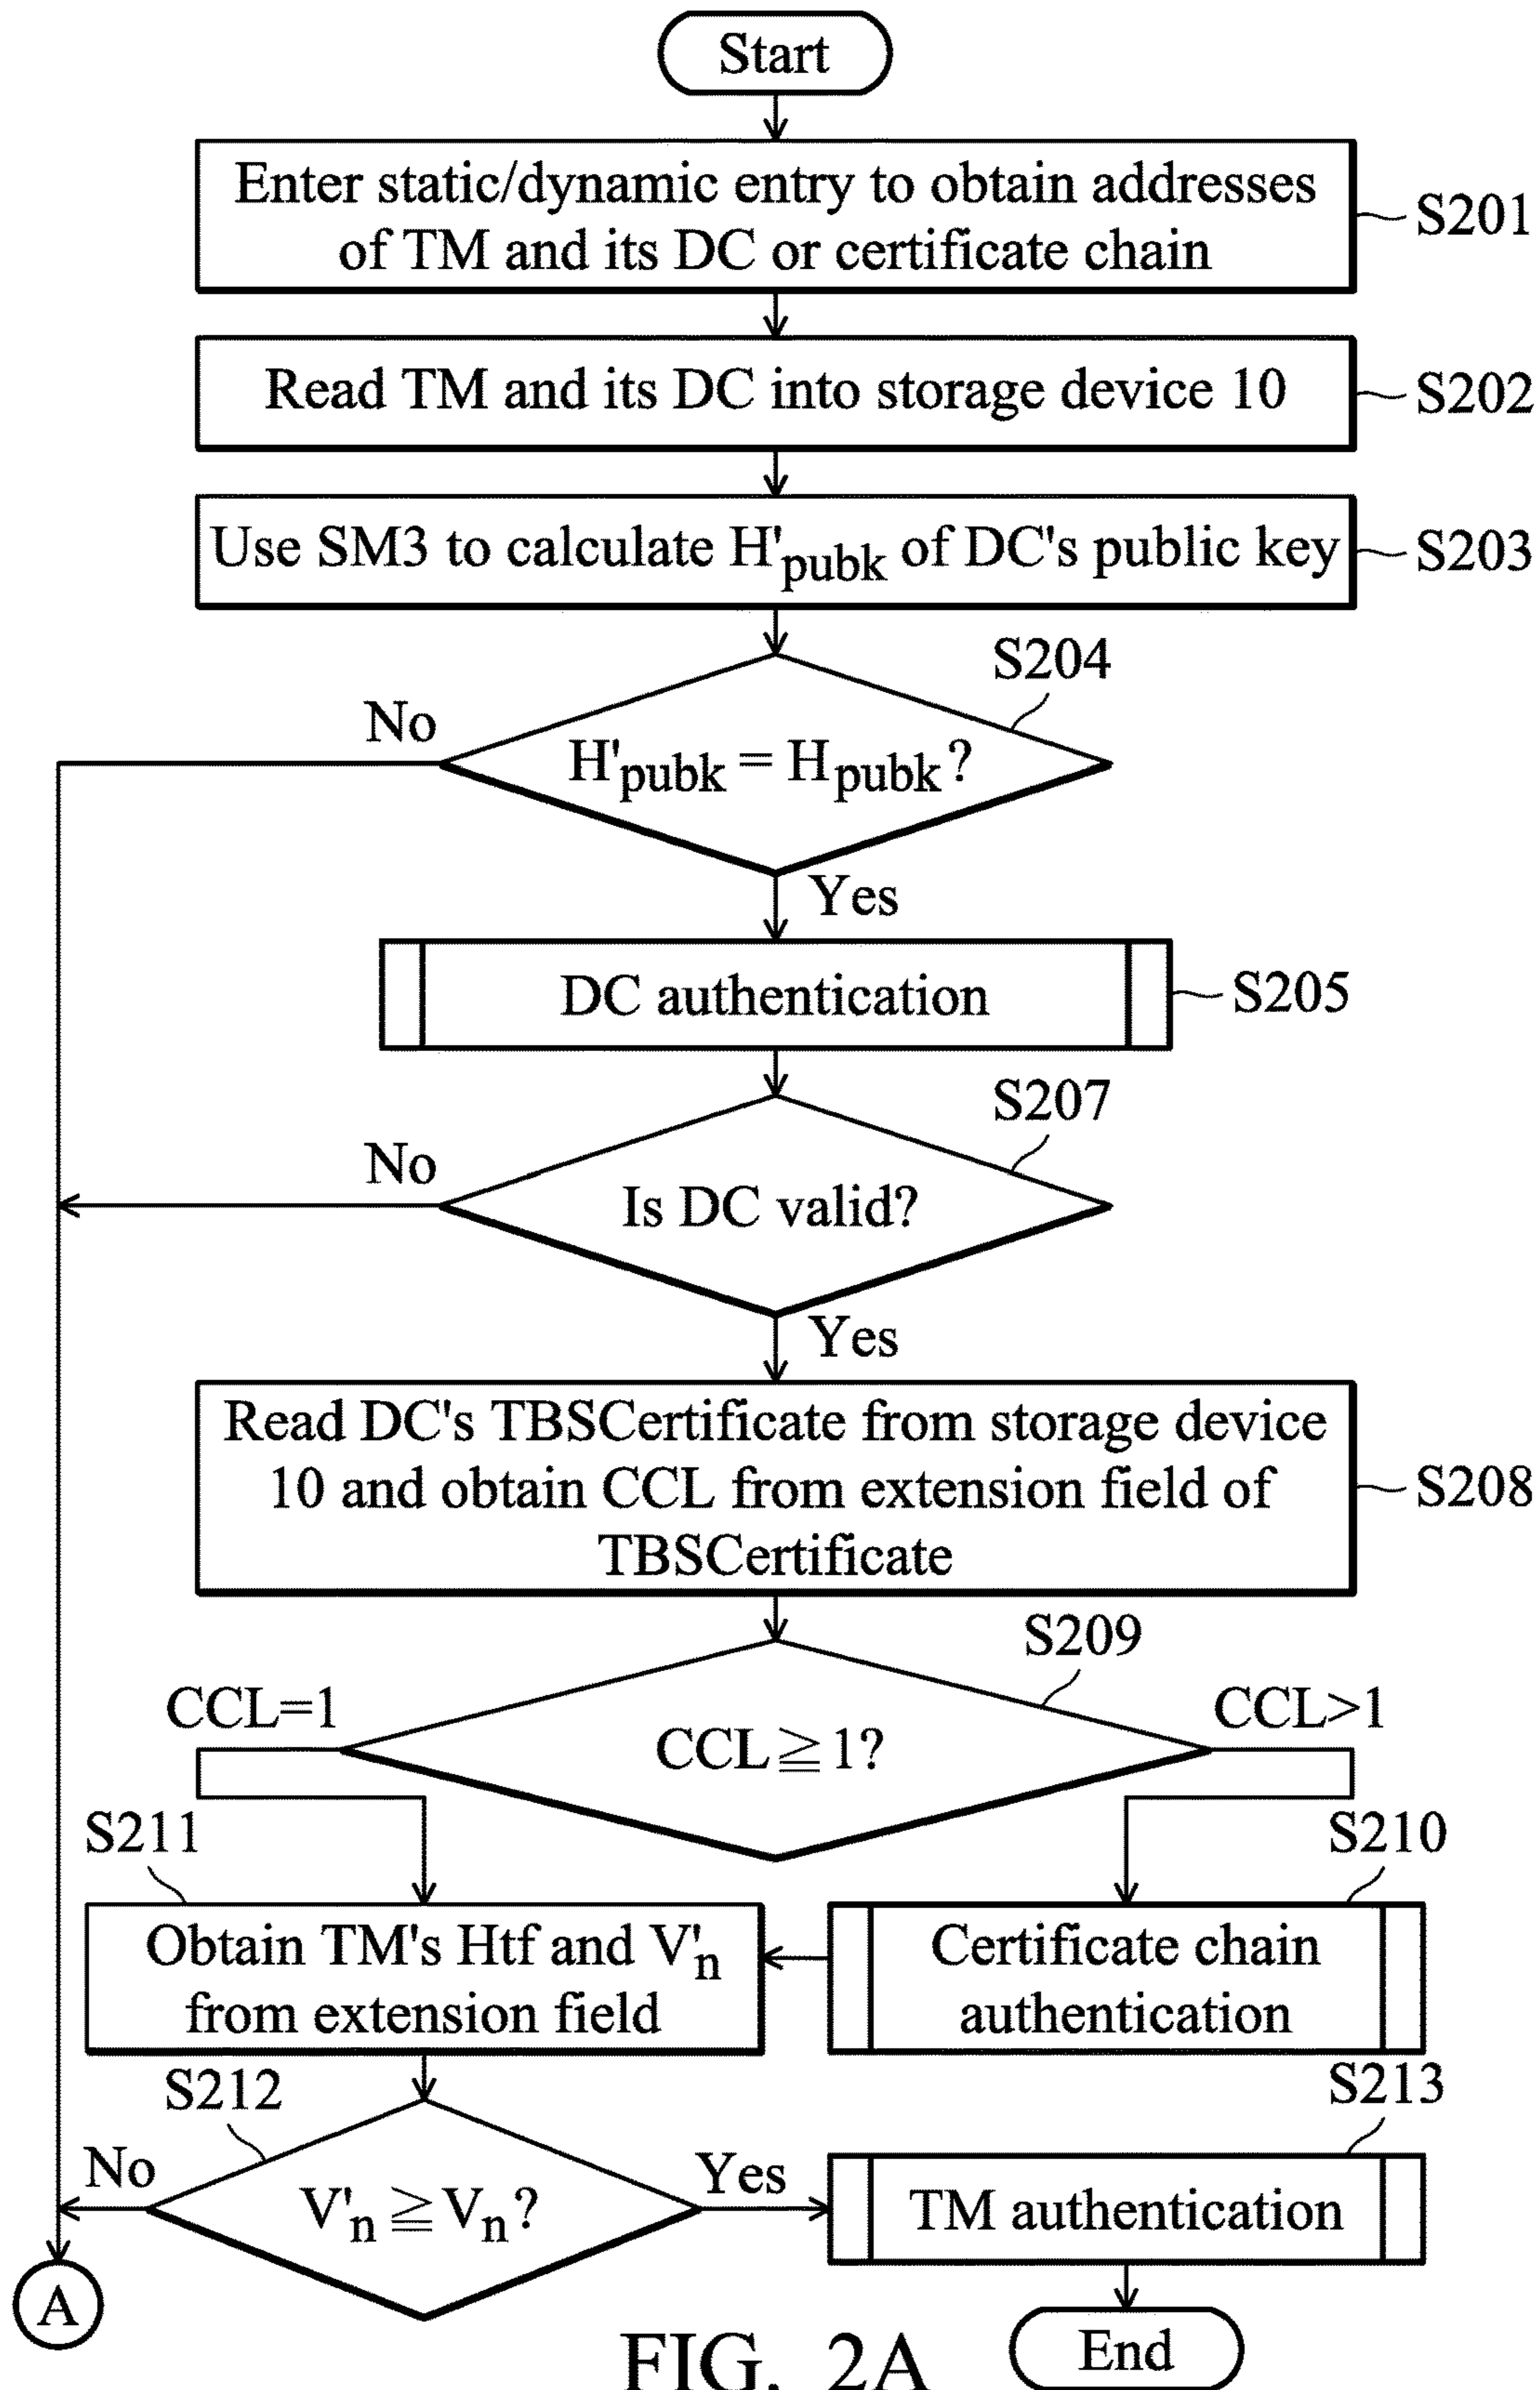 Start
Enter static/dynamic entry to obtain addresses
of TM and its DC or certificate chain
S201
Read TM and its DC into storage device 10
S202
Use SM3 to calculate H'pubk of DC's public key
S203
S204
No
H'pubk = Hpubk?
Yes
DC authentication
S205
S207
No
Is DC valid?
Yes
Read DC's TBSCertificate from storage device
10 and obtain CCL from extension field of
TBSCertificate
S208
S209
CCL=1
CCL≧1?
CCL>1
S211
S210
Obtain TM's Htf and V'n
from extension field
Certificate chain
authentication
S212
S213
No
V'n ≧ Vn?
Yes
TM authentication
A
End
FIG. 2A